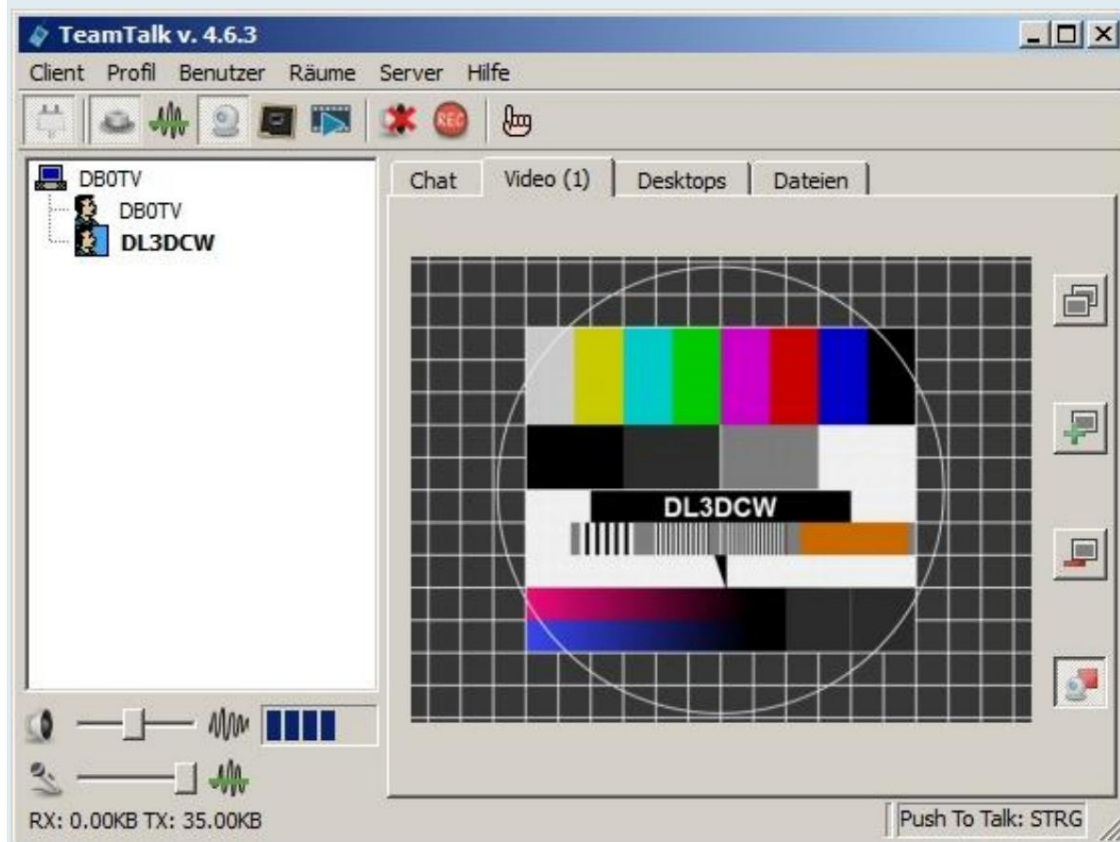 TeamTalk v. 4.6.3
Client Profil Benutzer Räume Server Hilfe
REC
DB0TV
DB0TV
DL3DCW
Chat Video (1) Desktops Dateien
DL3DCW
RX: 0.00KB TX: 35.00KB
Push To Talk: STRG